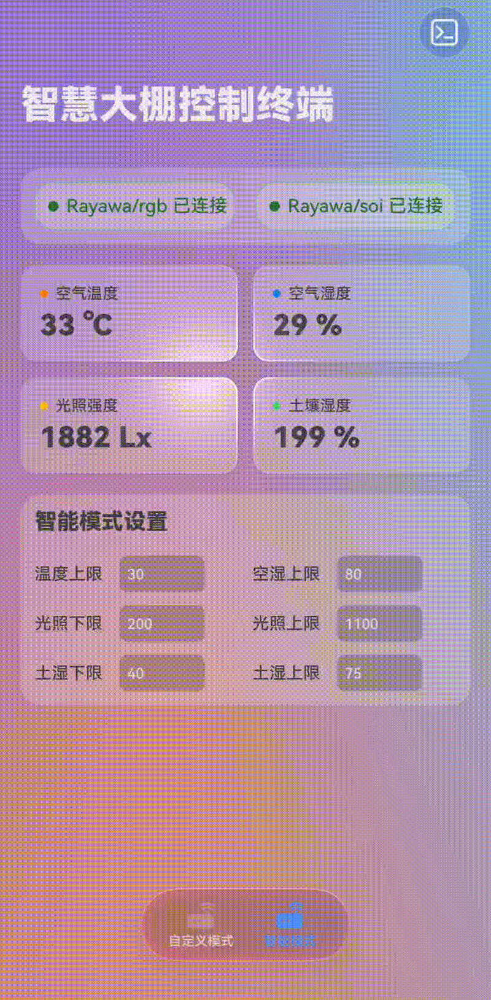 智慧大棚控制终端
Rayawa/rgb 已连接
Rayawa/soi 已连接
空气温度
33 ℃
空气湿度
29 %
光照强度
1882 Lx
土壤湿度
199 %
智能模式设置
温度上限 30
空湿上限 80
光照下限 200
光照上限 1100
土湿下限 40
土湿上限 75
自定义模式
智能模式